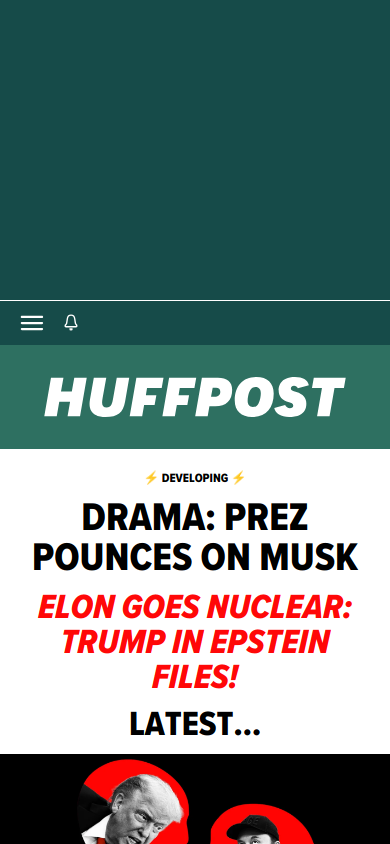 HUFFPOST
⚡ DEVELOPING ⚡
DRAMA: PREZ
POUNCES ON MUSK
ELON GOES NUCLEAR:
TRUMP IN EPSTEIN
FILES!
LATEST...